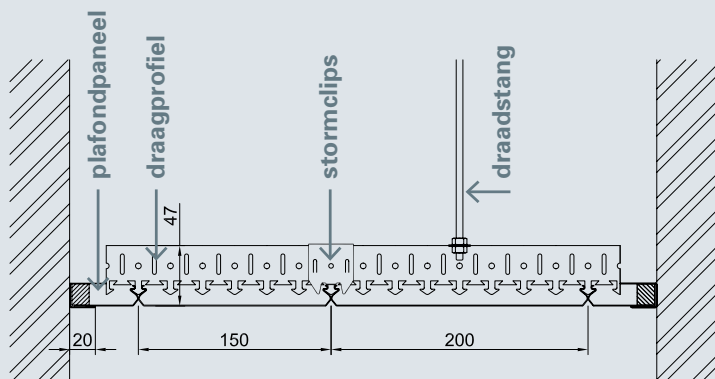 plafondpaneel
draagprofiel
stormclips
draadstang
47
20
150
200